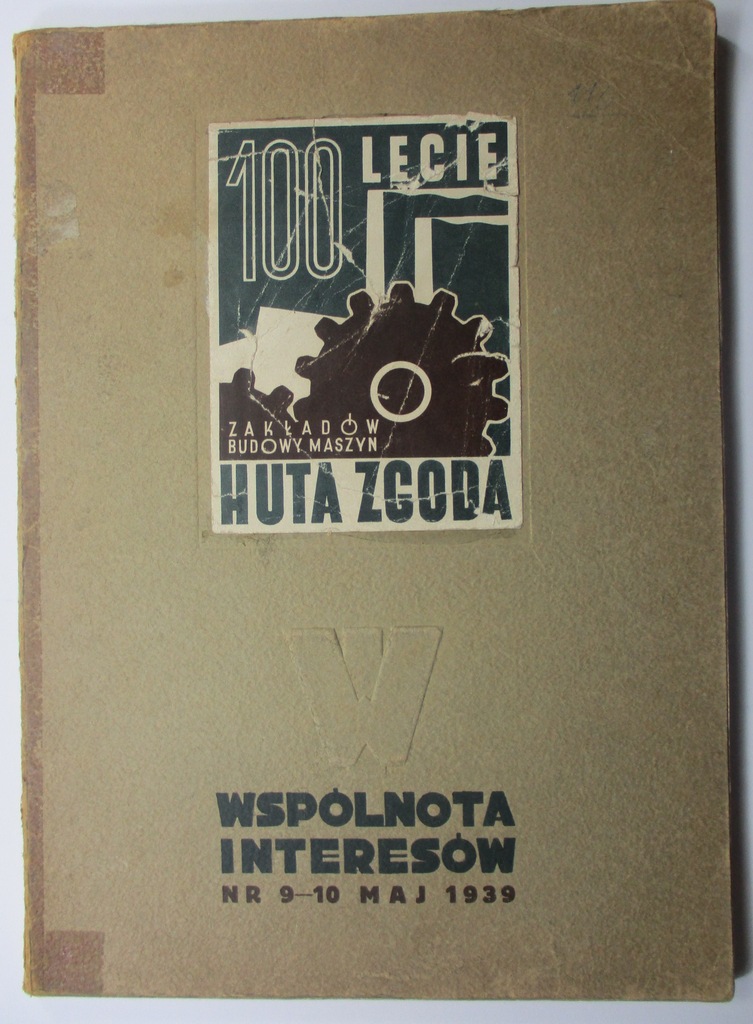 100 LECIE
ZAKŁADÓW
BUDOWY MASZYN
HUTA ZGODA
W
WSPÓLNOTA
INTERESÓW
NR 9—10 MAJ 1939